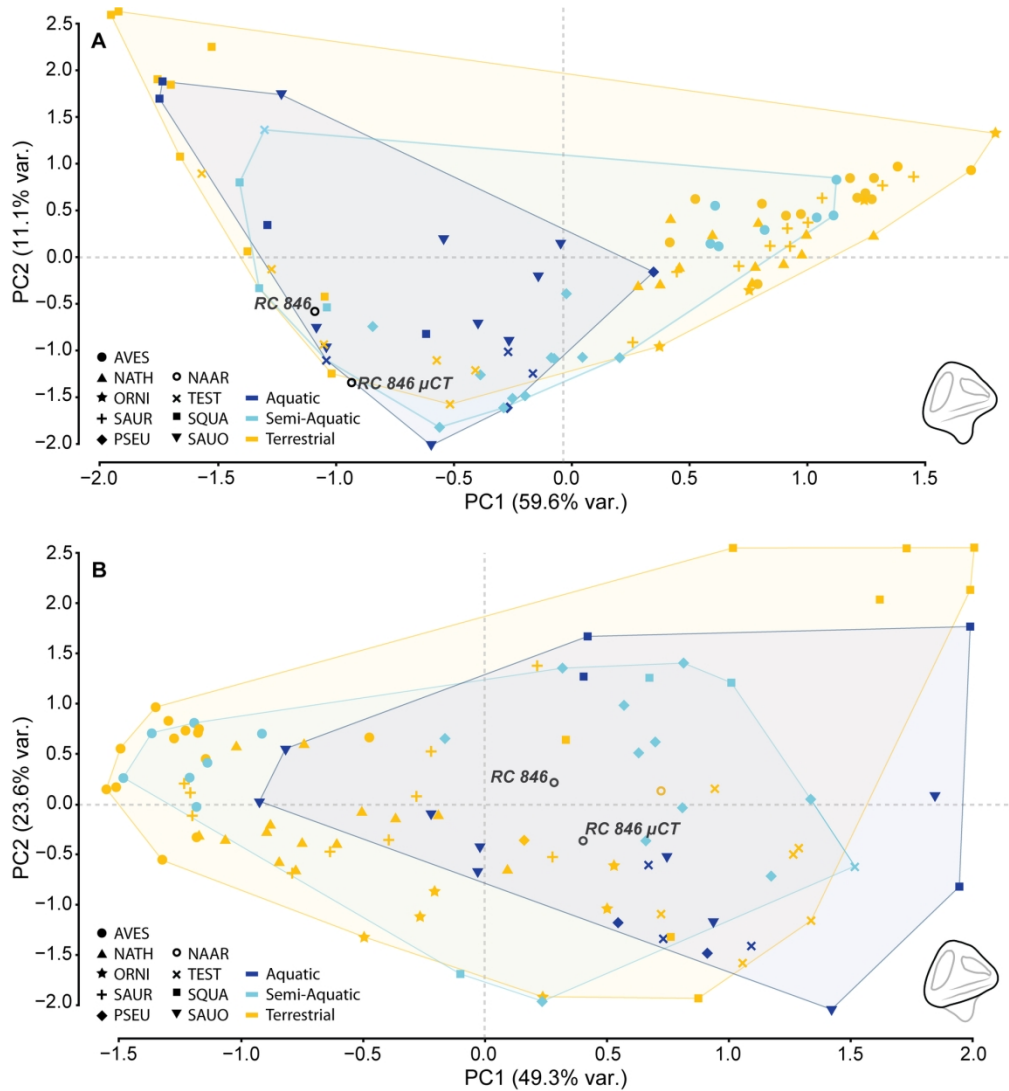 A
2.5
2.0
1.5
1.0
0.5
0.0
−0.5
−1.0
−1.5
−2.0
PC2 (11.1% var.)
RC 846
RC 846 µCT
AVES
NATH
ORNI
SAUR
PSEU
NAAR
TEST
SQUA
SAUO
Aquatic
Semi-Aquatic
Terrestrial
−2.0 −1.5 −1.0 −0.5 0.0 0.5 1.0 1.5
PC1 (59.6% var.)
B
2.5
2.0
1.5
1.0
0.5
0.0
−0.5
−1.0
−1.5
−2.0
PC2 (23.6% var.)
RC 846
RC 846 µCT
AVES
NATH
ORNI
SAUR
PSEU
NAAR
TEST
SQUA
SAUO
Aquatic
Semi-Aquatic
Terrestrial
−1.5 −1.0 −0.5 0.0 0.5 1.0 1.5 2.0
PC1 (49.3% var.)